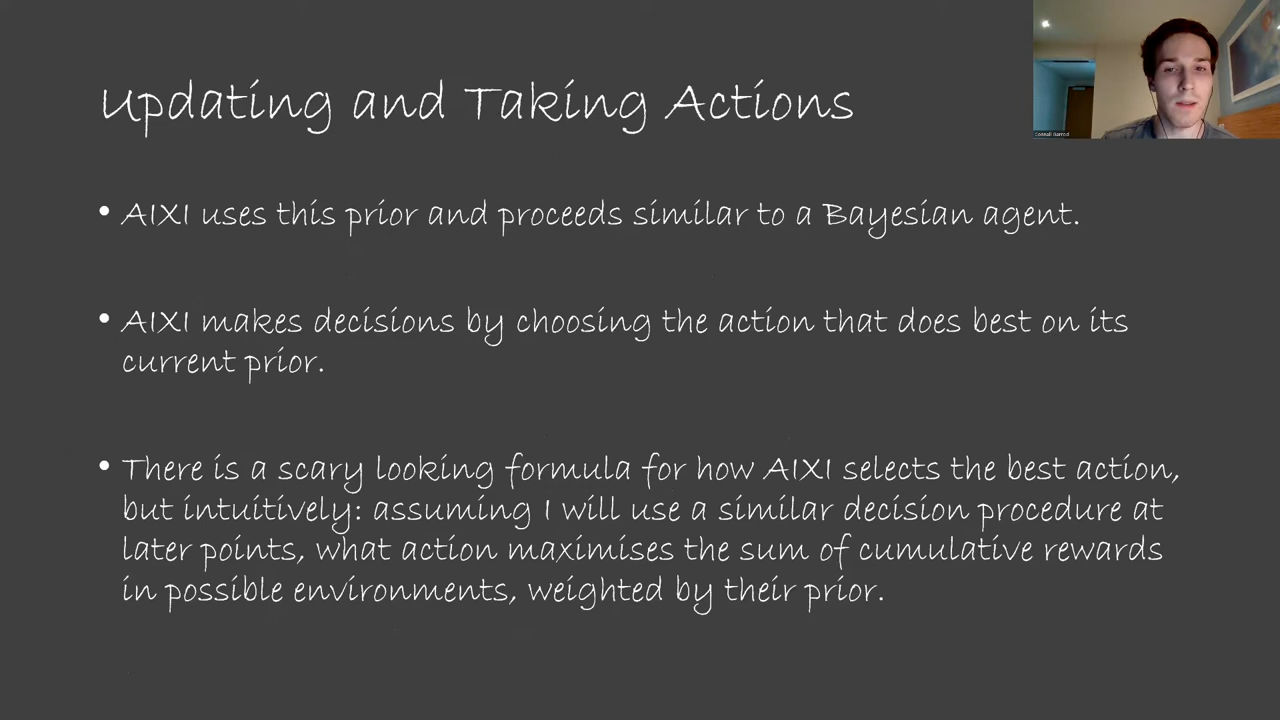 Updating and Taking Actions
• AIXI uses this prior and proceeds similar to a Bayesian agent.
• AIXI makes decisions by choosing the action that does best on its
current prior.
• There is a scary looking formula for how AIXI selects the best action,
but intuitively: assuming I will use a similar decision procedure at
later points, what action maximises the sum of cumulative rewards
in possible environments, weighted by their prior.